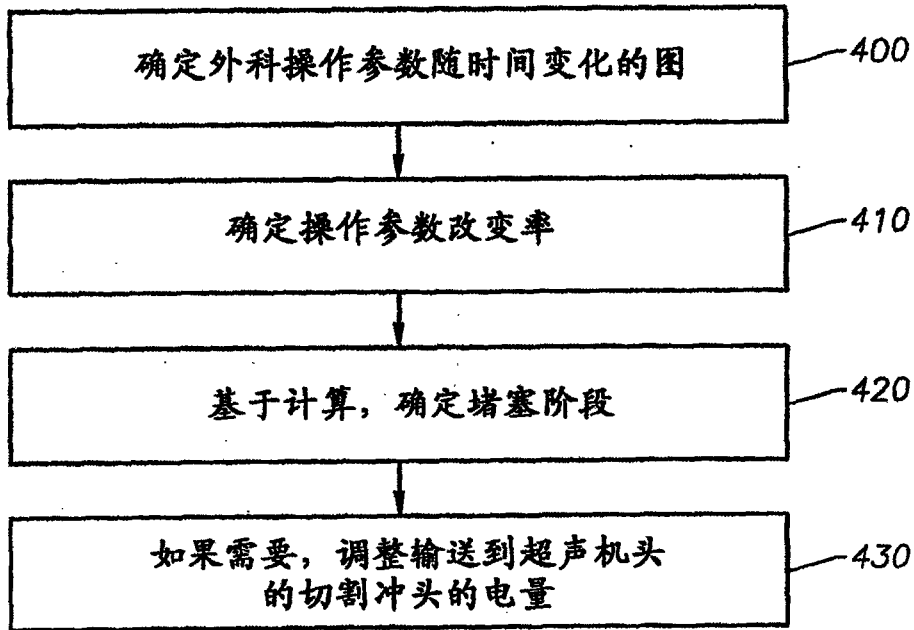 确定外科操作参数随时间变化的图
400
确定操作参数改变率
410
基于计算，确定堵塞阶段
420
如果需要，调整输送到超声机头
的切割冲头的电量
430